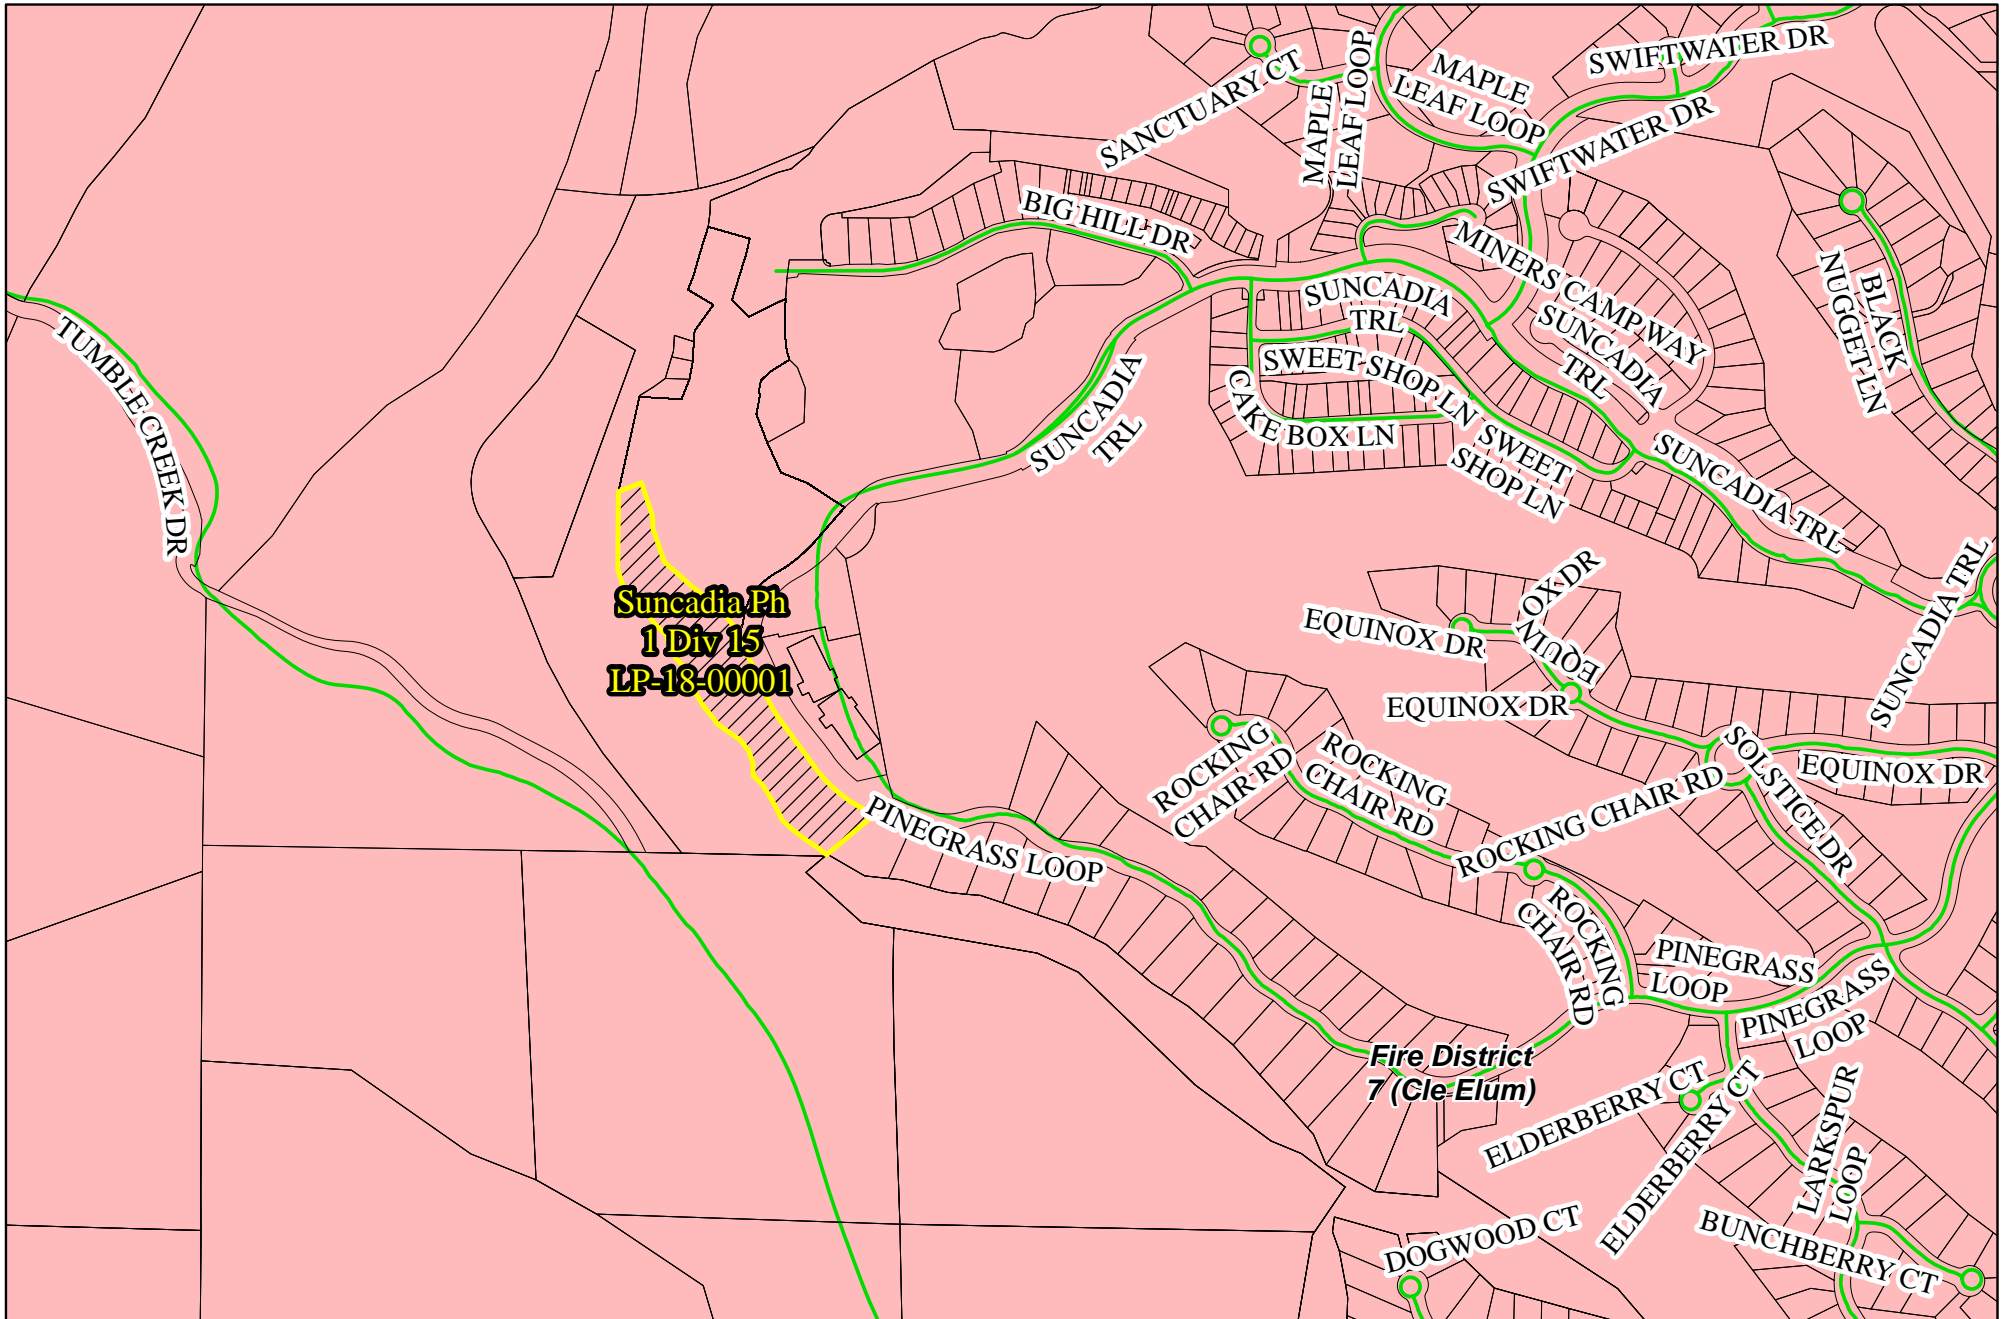 SWIFTWATER DR
SANCTUARY CT
MAPLE
LEAF LOOP
MAPLE
LEAF LOOP
SWIFTWATER DR
BIG HILL DR
MINERS CAMP WAY
BLACK
NUGGET LN
TUMBLE CREEK DR
SUNCADIA
TRL
SUNCADIA
TRL
SWEET SHOP LN
CAKE BOX LN
SUNCADIA
TRL
SWEET
SHOP LN
SUNCADIA TRL
SUNCADIA TRL
Suncadia Ph
1 Div 15
LP-18-00001
EQUINOX DR
EQUINOX DR
EQUINOX DR
SOLSTICE DR
EQUINOX DR
ROCKING
CHAIR RD
ROCKING
CHAIR RD
ROCKING CHAIR RD
PINEGRASS LOOP
ROCKING
CHAIR RD
PINEGRASS
LOOP
PINEGRASS
LOOP
Fire District
7 (Cle Elum)
ELDERBERRY CT
ELDERBERRY CT
LARKSPUR
LOOP
DOGWOOD CT
BUNCHBERRY CT